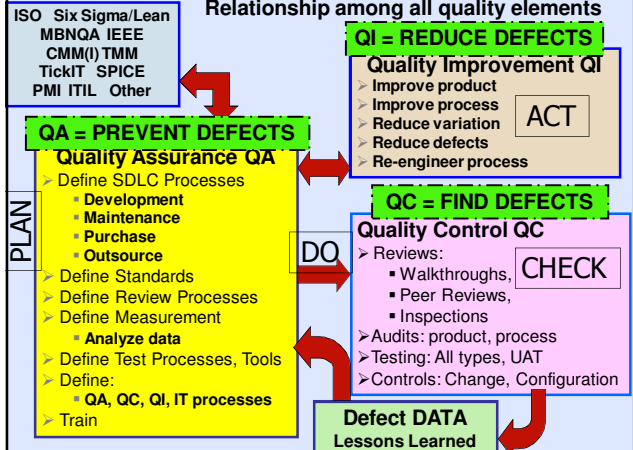 Relationship among all quality elements
ISO Six Sigma/Lean
MBNQA IEEE
CMM(I) TMM
TickIT SPICE
PMI ITIL Other
QI = REDUCE DEFECTS
Quality Improvement QI
➢ Improve product
➢ Improve process
➢ Reduce variation
➢ Reduce defects
➢ Re-engineer process
ACT
QA = PREVENT DEFECTS
Quality Assurance QA
➢ Define SDLC Processes
▪ Development
▪ Maintenance
▪ Purchase
▪ Outsource
➢ Define Standards
➢ Define Review Processes
➢ Define Measurement
▪ Analyze data
➢ Define Test Processes, Tools
➢ Define:
▪ QA, QC, QI, IT processes
➢ Train
PLAN
DO
QC = FIND DEFECTS
Quality Control QC
➢ Reviews:
▪ Walkthroughs,
▪ Peer Reviews,
▪ Inspections
➢Audits: product, process
➢Testing: All types, UAT
➢Controls: Change, Configuration
CHECK
Defect DATA
Lessons Learned